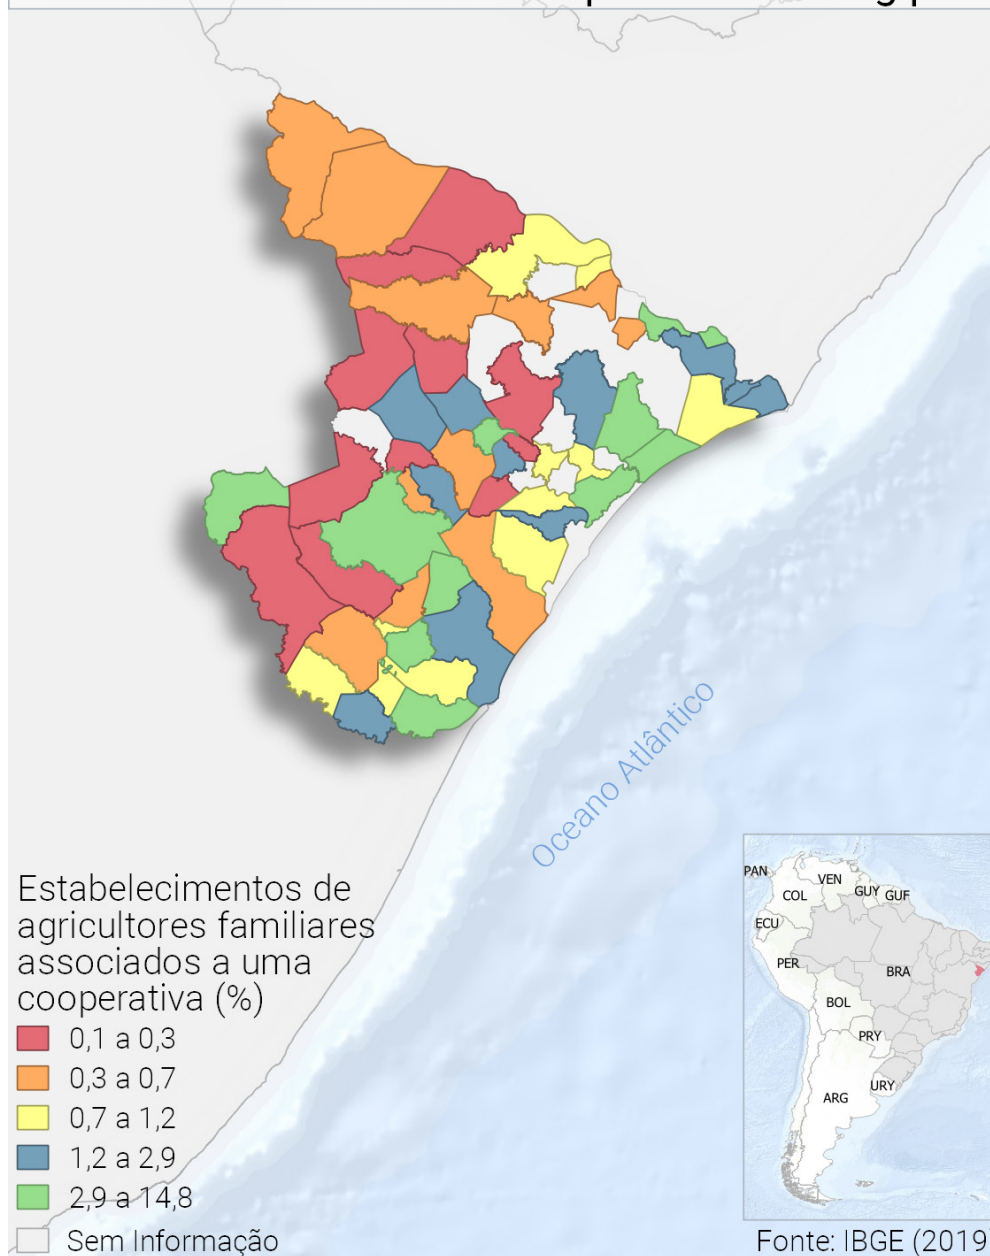 Oceano Atlântico
Estabelecimentos de
agricultores familiares
associados a uma
cooperativa (%)
0,1 a 0,3
0,3 a 0,7
0,7 a 1,2
1,2 a 2,9
2,9 a 14,8
Sem Informação
PAN
VEN
COL
GUY
GUF
ECU
PER
BRA
BOL
PRY
URY
ARG
Fonte: IBGE (2019